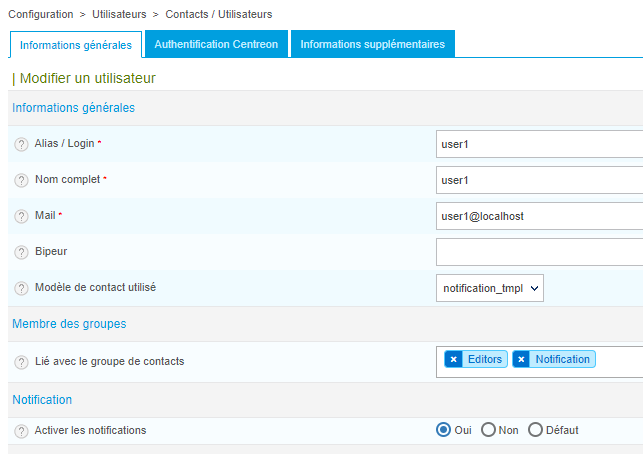 Configuration > Utilisateurs > Contacts / Utilisateurs
Informations générales Authentification Centreon Informations supplémentaires
| Modifier un utilisateur
Informations générales
? Alias / Login * user1
? Nom complet * user1
? Mail * user1@localhost
? Bipeur
? Modèle de contact utilisé notification_tmpl
Membre des groupes
? Lié avec le groupe de contacts × Editors × Notification
Notification
? Activer les notifications Oui Non Défaut